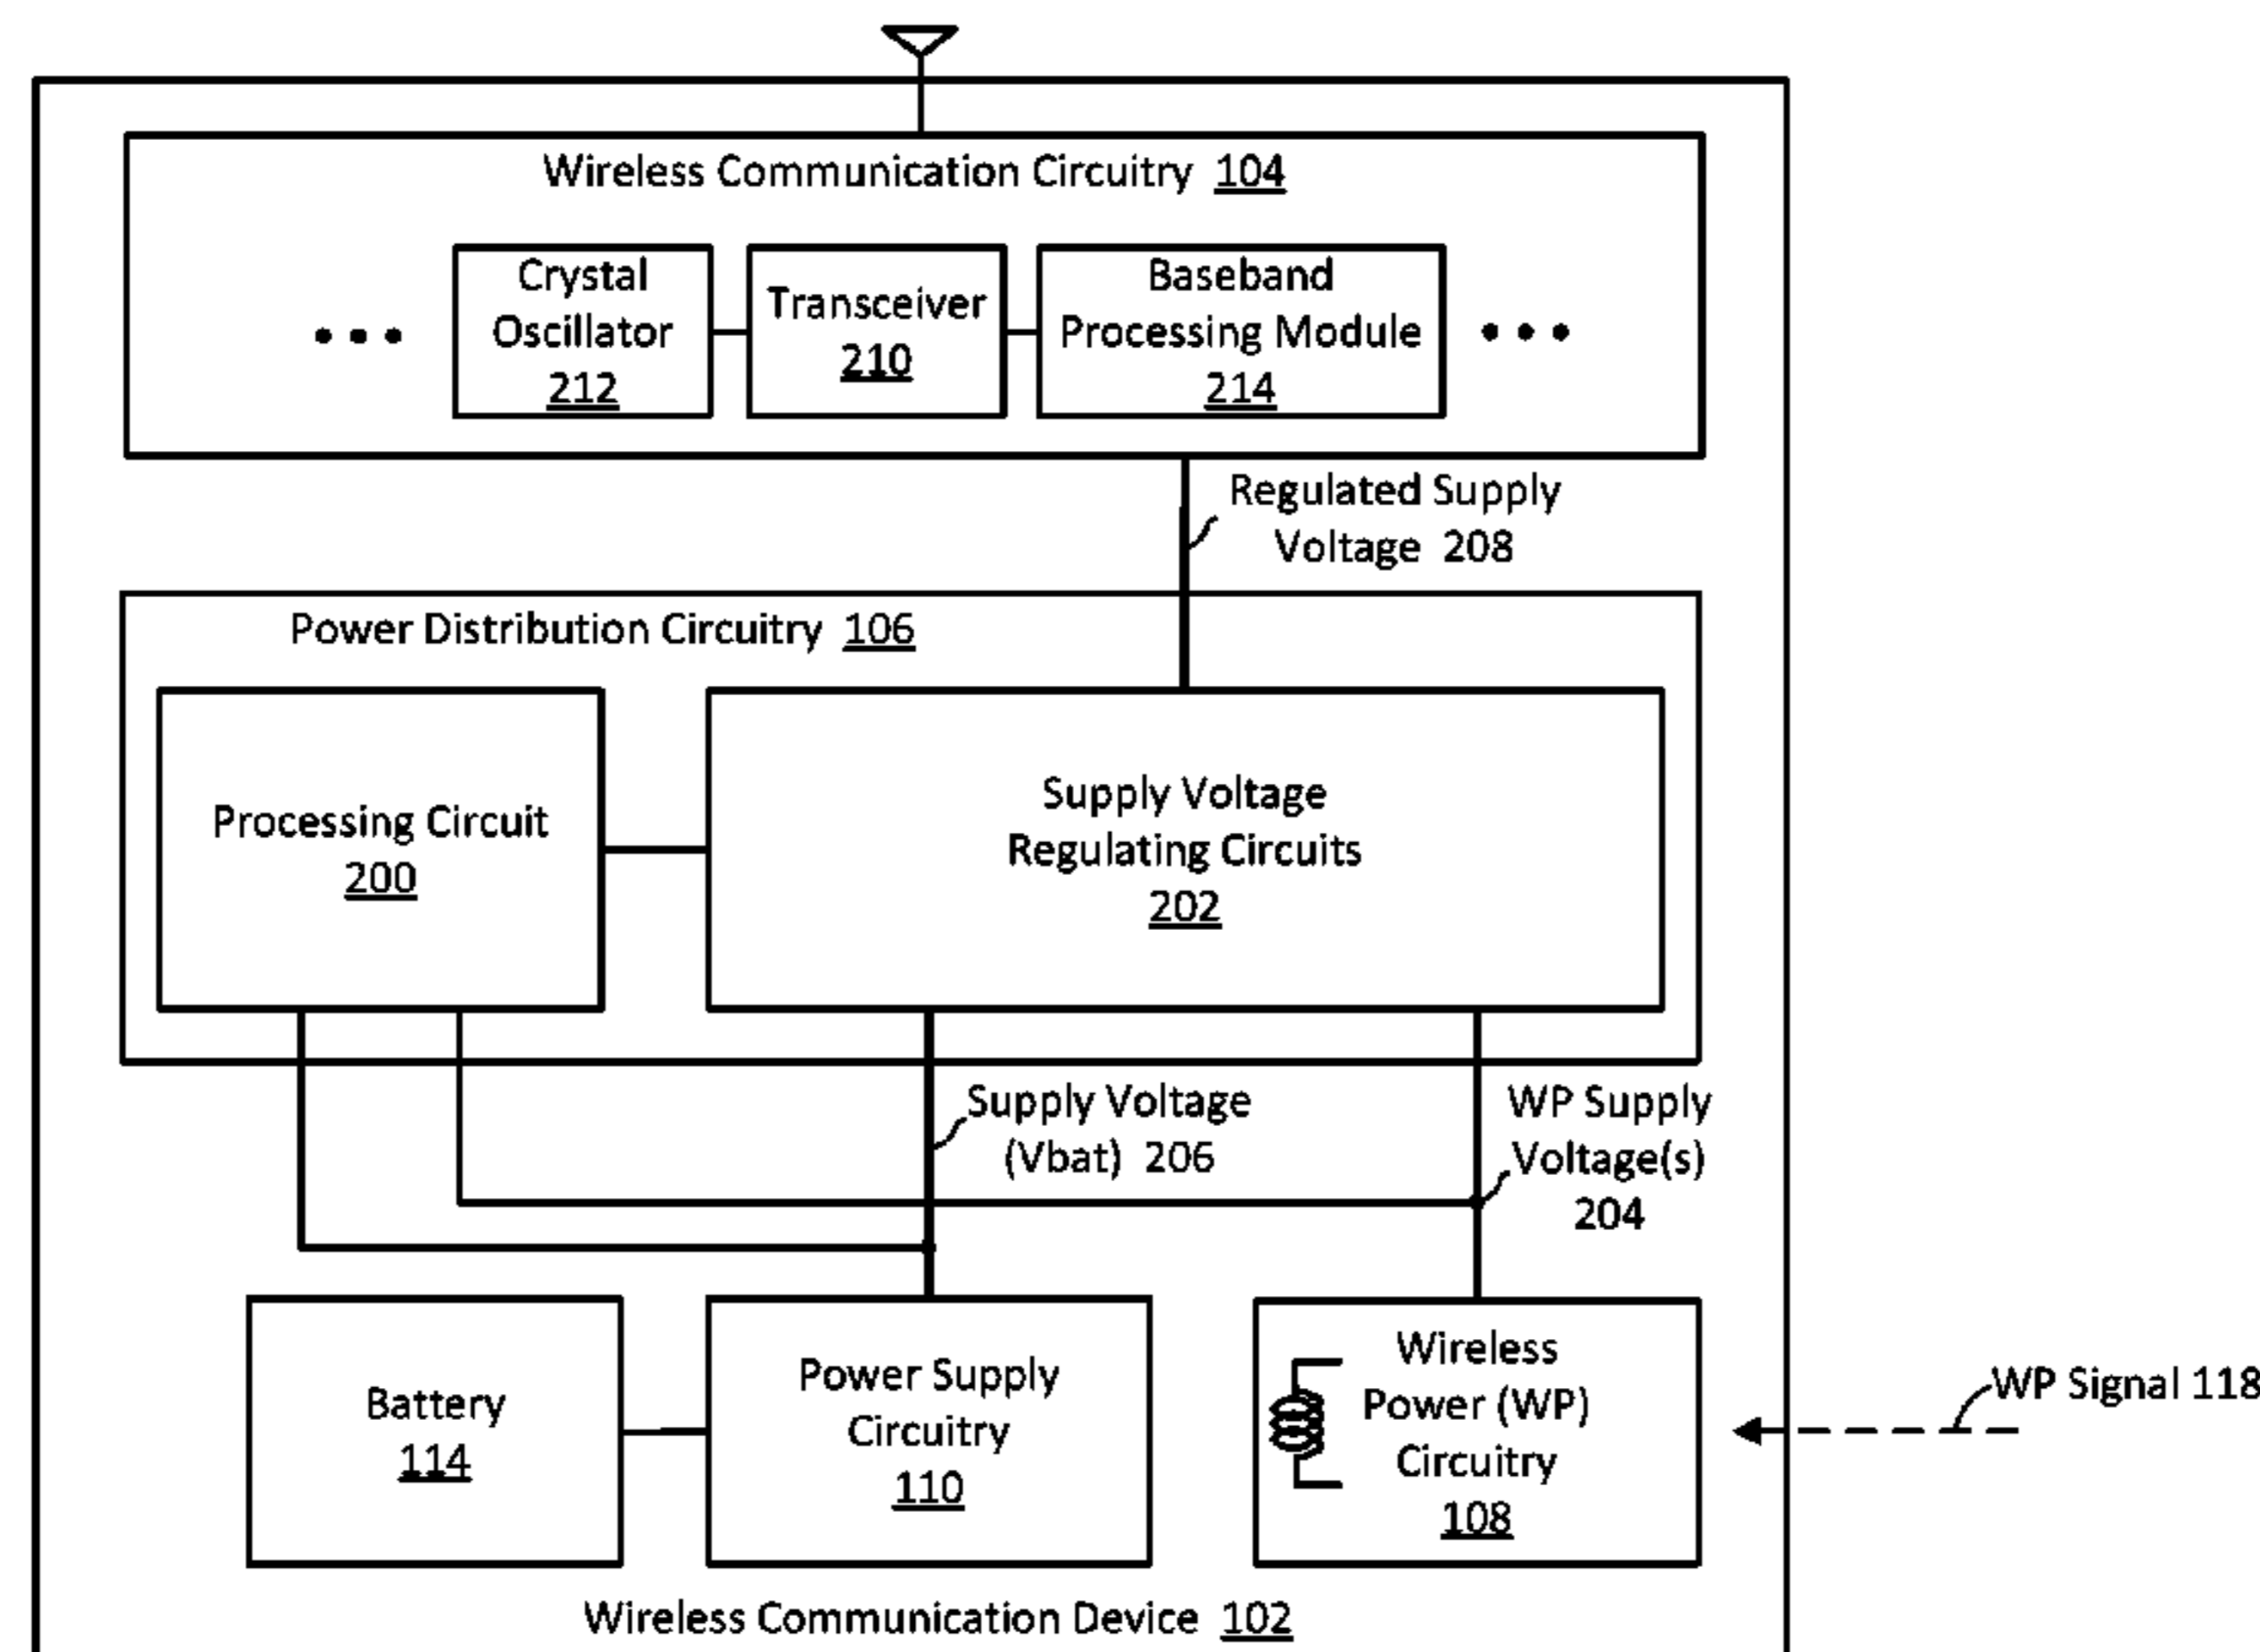 Wireless Communication Circuitry 104
Crystal
Oscillator
212
Transceiver
210
Baseband
Processing Module
214
Regulated Supply
Voltage 208
Power Distribution Circuitry 106
Processing Circuit
200
Supply Voltage
Regulating Circuits
202
Supply Voltage
(Vbat) 206
WP Supply
Voltage(s)
204
Battery
114
Power Supply
Circuitry
110
Wireless
Power (WP)
Circuitry
108
WP Signal 118
Wireless Communication Device 102